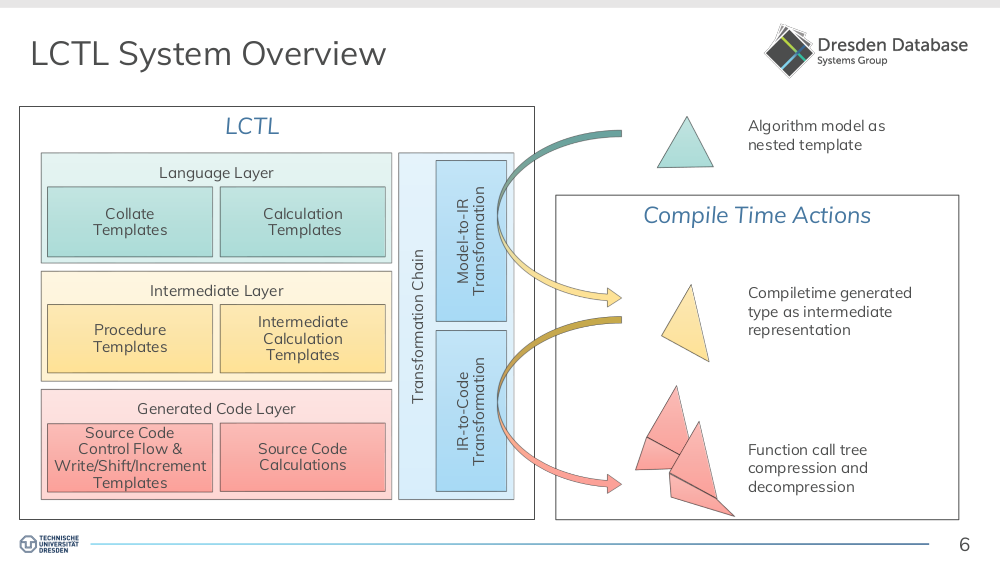 LCTL System Overview
Dresden Database
Systems Group
LCTL
Language Layer
Collate
Templates
Calculation
Templates
Intermediate Layer
Procedure
Templates
Intermediate
Calculation
Templates
Generated Code Layer
Source Code
Control Flow &
Write/Shift/Increment
Templates
Source Code
Calculations
Transformation Chain
Model-to-IR
Transformation
IR-to-Code
Transformation
Algorithm model as
nested template
Compile Time Actions
Compiletime generated
type as intermediate
representation
Function call tree
compression and
decompression
TECHNISCHE
UNIVERSITÄT
DRESDEN
6